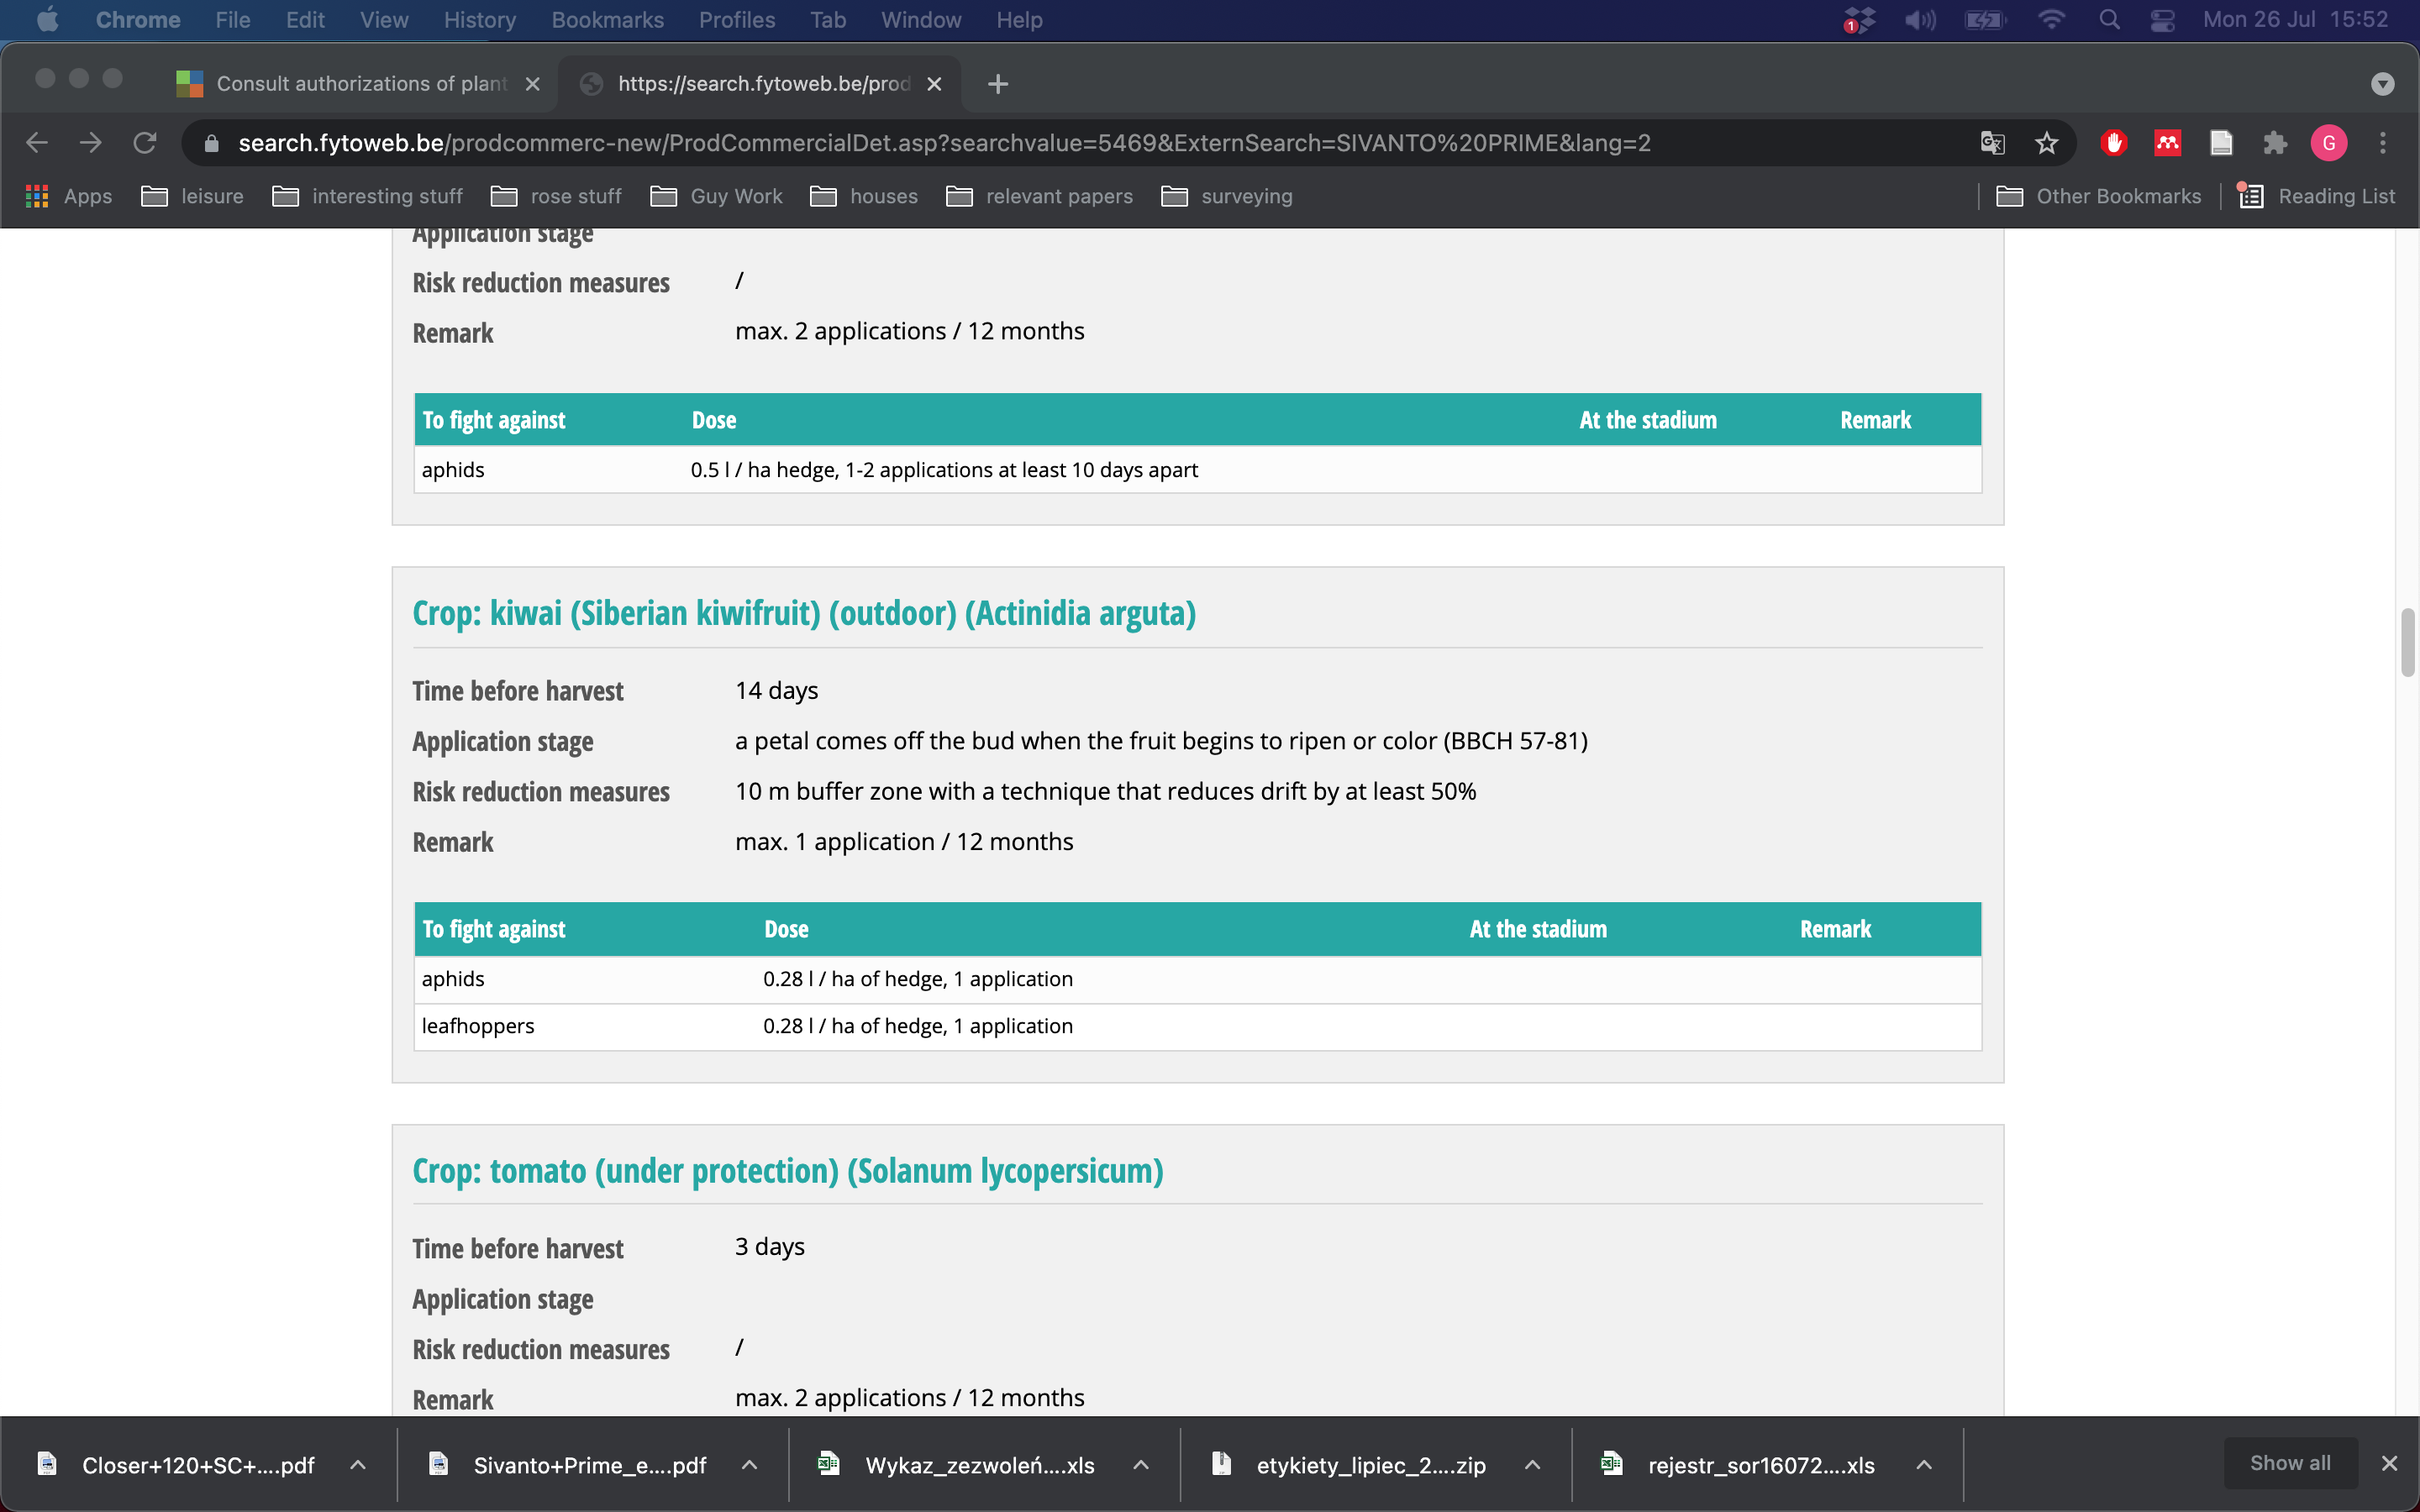 Chrome File Edit View History Bookmarks Profiles Tab Window Help 1 Mon 26 Jul 15:52
Consult authorizations of plant https://search.fytoweb.be/prod
search.fytoweb.be/prodcommerc-new/ProdCommercialDet.asp?searchvalue=5469&ExternSearch=SIVANTO%20PRIME&lang=2 G
Apps leisure interesting stuff rose stuff Guy Work houses relevant papers surveying Other Bookmarks Reading List
Application stage
Risk reduction measures /
Remark max. 2 applications / 12 months
To fight against Dose At the stadium Remark
aphids 0.5 l / ha hedge, 1-2 applications at least 10 days apart
Crop: kiwai (Siberian kiwifruit) (outdoor) (Actinidia arguta)
Time before harvest 14 days
Application stage a petal comes off the bud when the fruit begins to ripen or color (BBCH 57-81)
Risk reduction measures 10 m buffer zone with a technique that reduces drift by at least 50%
Remark max. 1 application / 12 months
To fight against Dose At the stadium Remark
aphids 0.28 l / ha of hedge, 1 application
leafhoppers 0.28 l / ha of hedge, 1 application
Crop: tomato (under protection) (Solanum lycopersicum)
Time before harvest 3 days
Application stage
Risk reduction measures /
Remark max. 2 applications / 12 months
Closer+120+SC+....pdf Sivanto+Prime_e....pdf Wykaz_zezwoleń....xls etykiety_lipiec_2....zip rejestr_sor16072....xls Show all